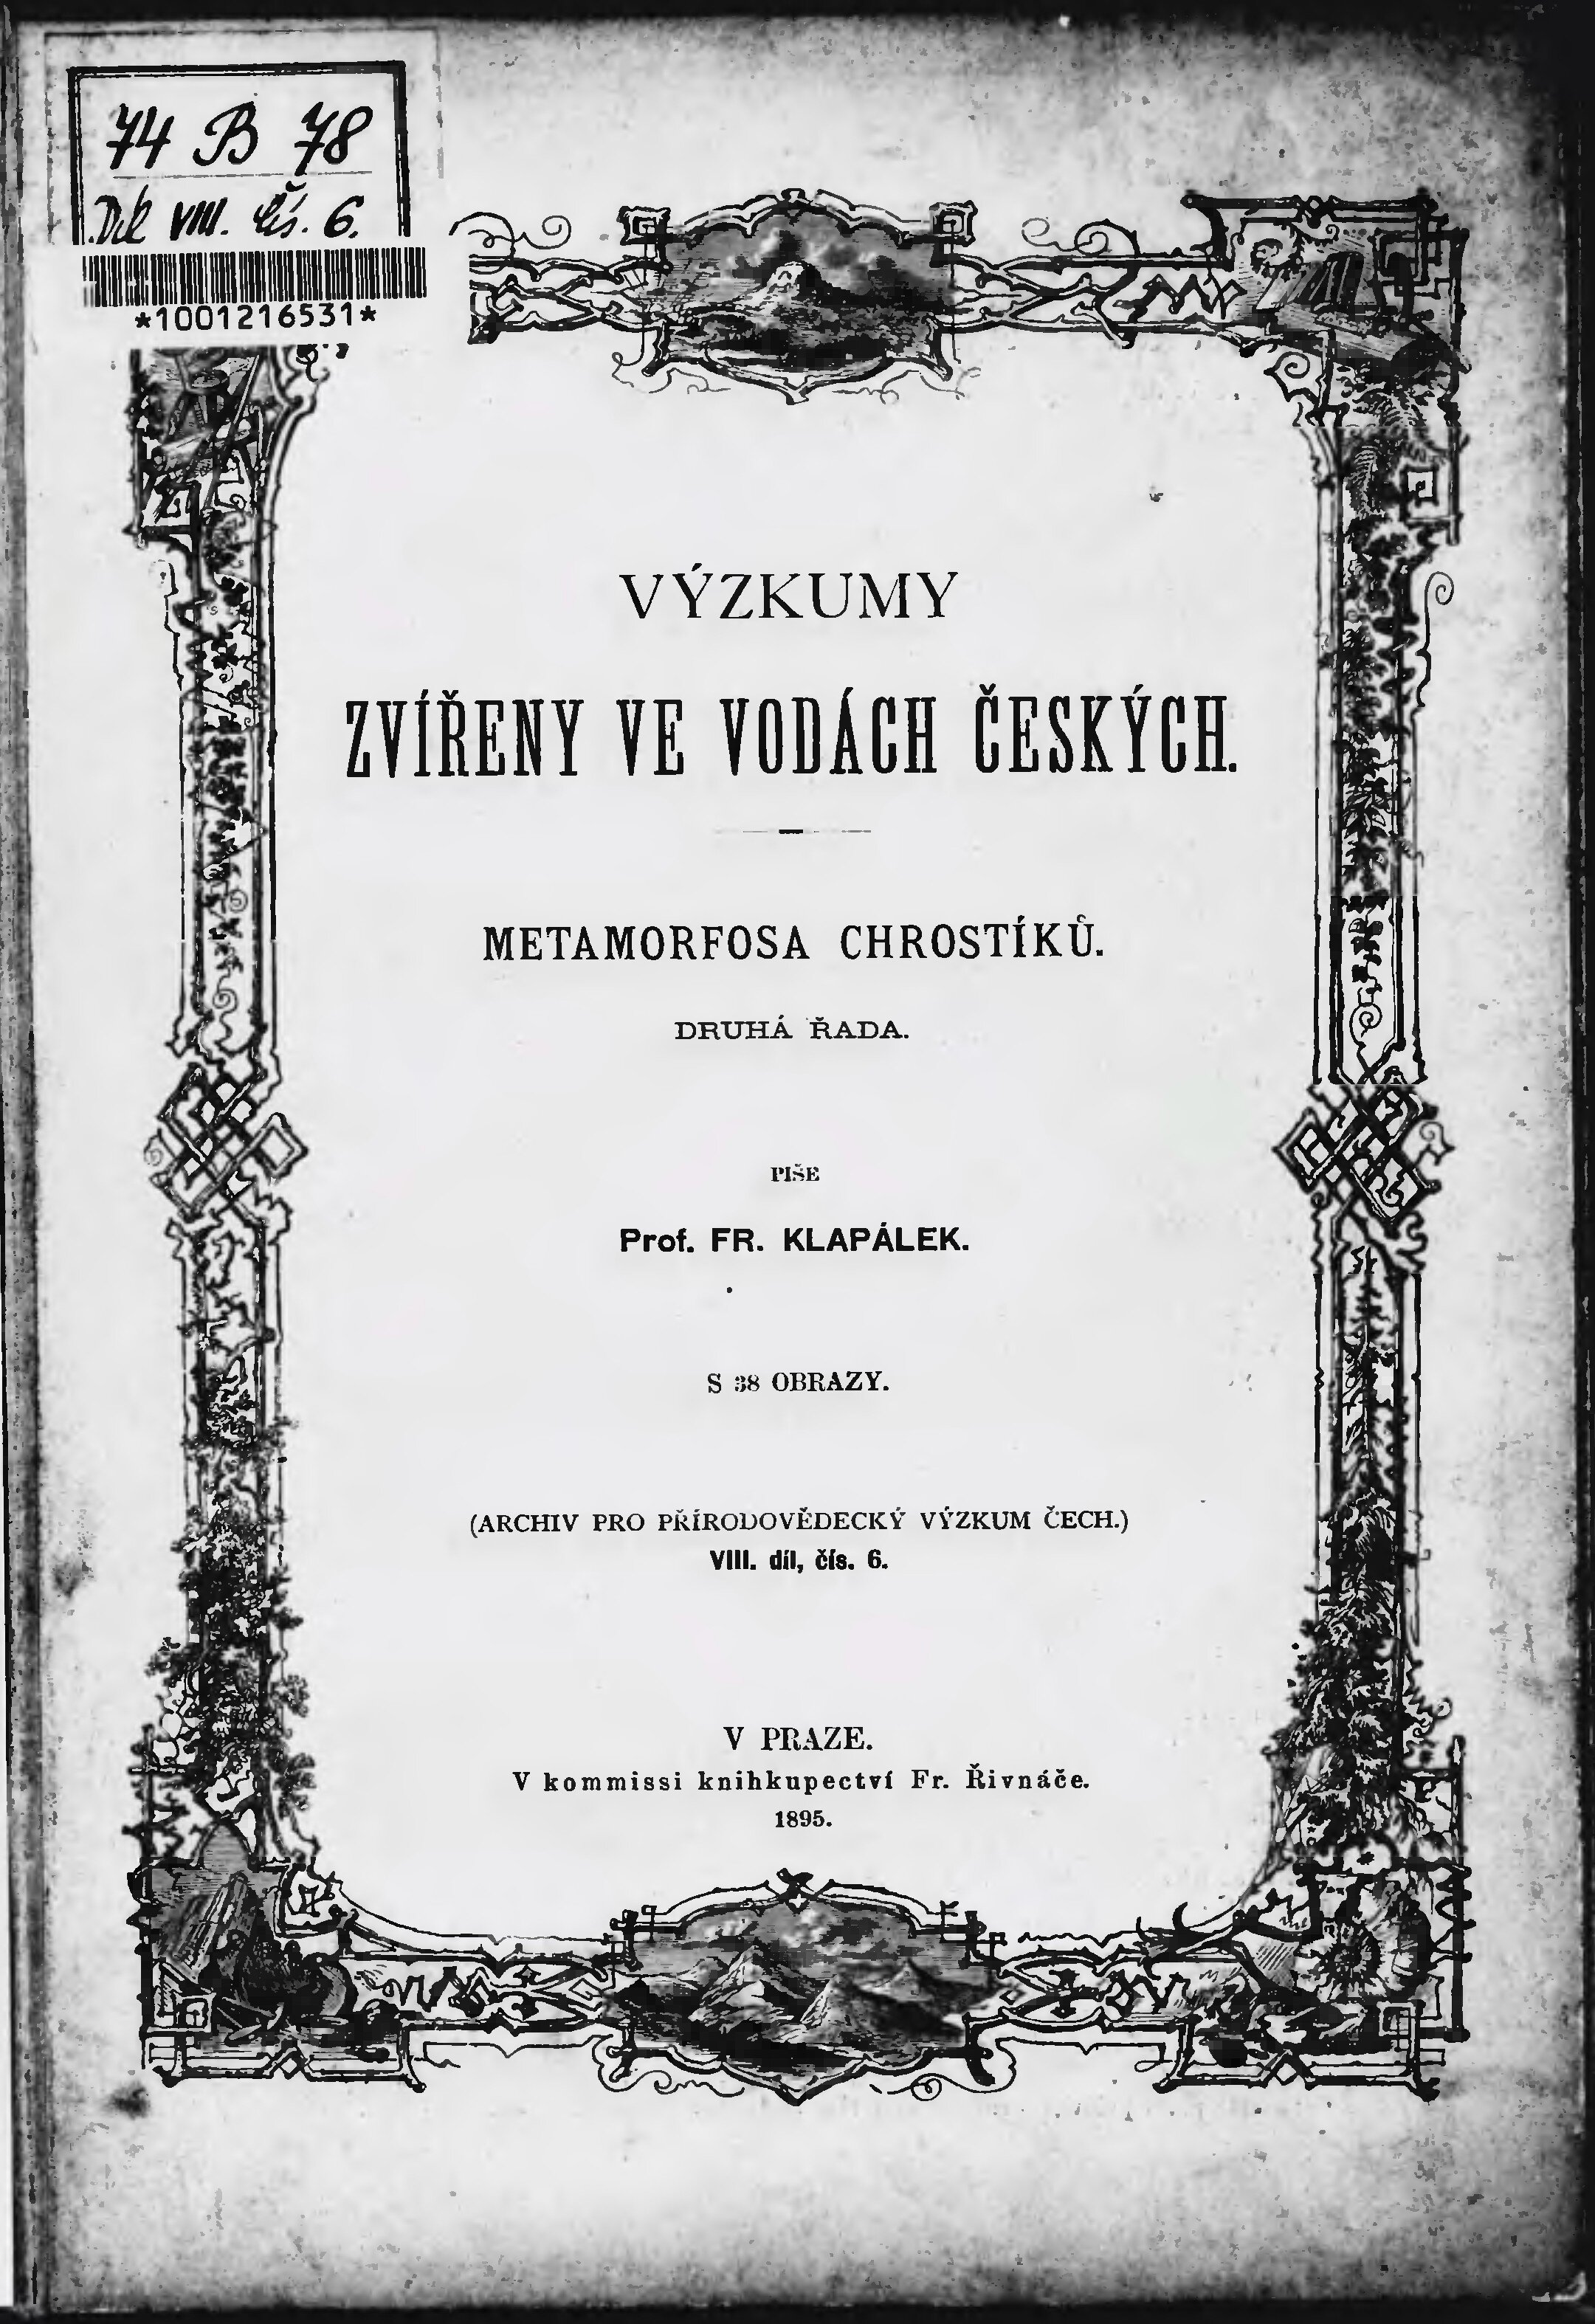 74 B 78
Díl VIII. čís. 6.
*1001216531*
VÝZKUMY
ZVÍŘENY VE VODÁCH ČESKÝCH.
METAMORFOSA CHROSTÍKŮ.
DRUHÁ ŘADA.
PIŠE
Prof. FR. KLAPÁLEK.
S 38 OBRAZY.
(ARCHIV PRO PŘÍRODOVĚDECKÝ VÝZKUM ČECH.)
VIII. díl, čís. 6.
V PRAZE.
V kommissi knihkupectví Fr. Řivnáče.
1895.